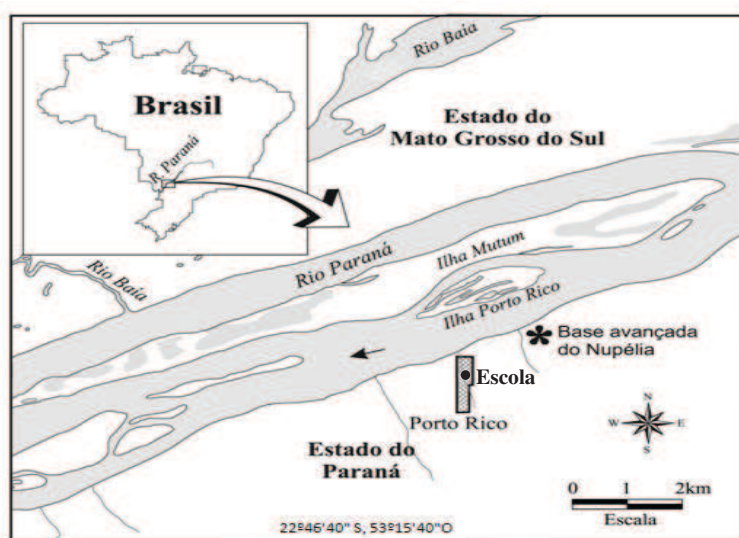 Rio Baia
Brasil
R. Paraná
Estado do
Mato Grosso do Sul
Rio Baia
Rio Paraná
Ilha Mutum
Ilha Porto Rico
Base avançada
do Nupélia
Escola
Porto Rico
Estado do
Paraná
N
W E
S
0 1 2km
Escala
22º46'40" S, 53º15'40"O